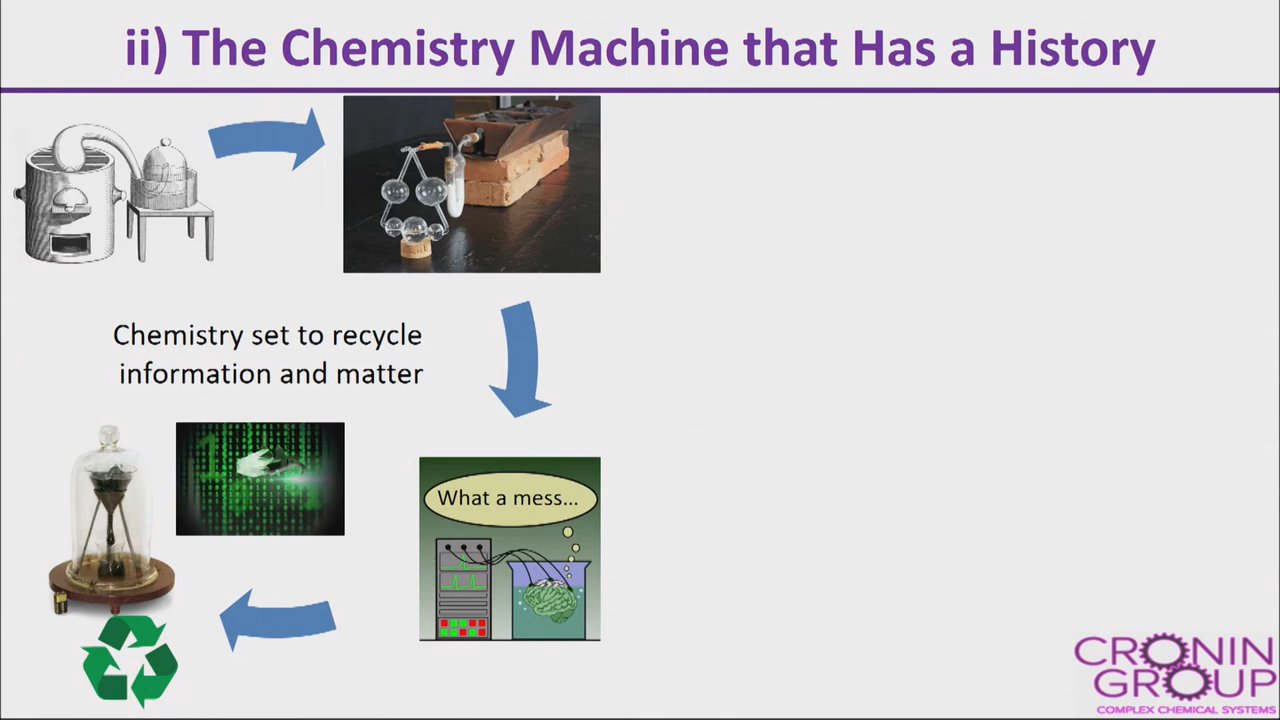 ii) The Chemistry Machine that Has a History
Chemistry set to recycle
information and matter
What a mess...
CRONIN
GROUP
COMPLEX CHEMICAL SYSTEMS